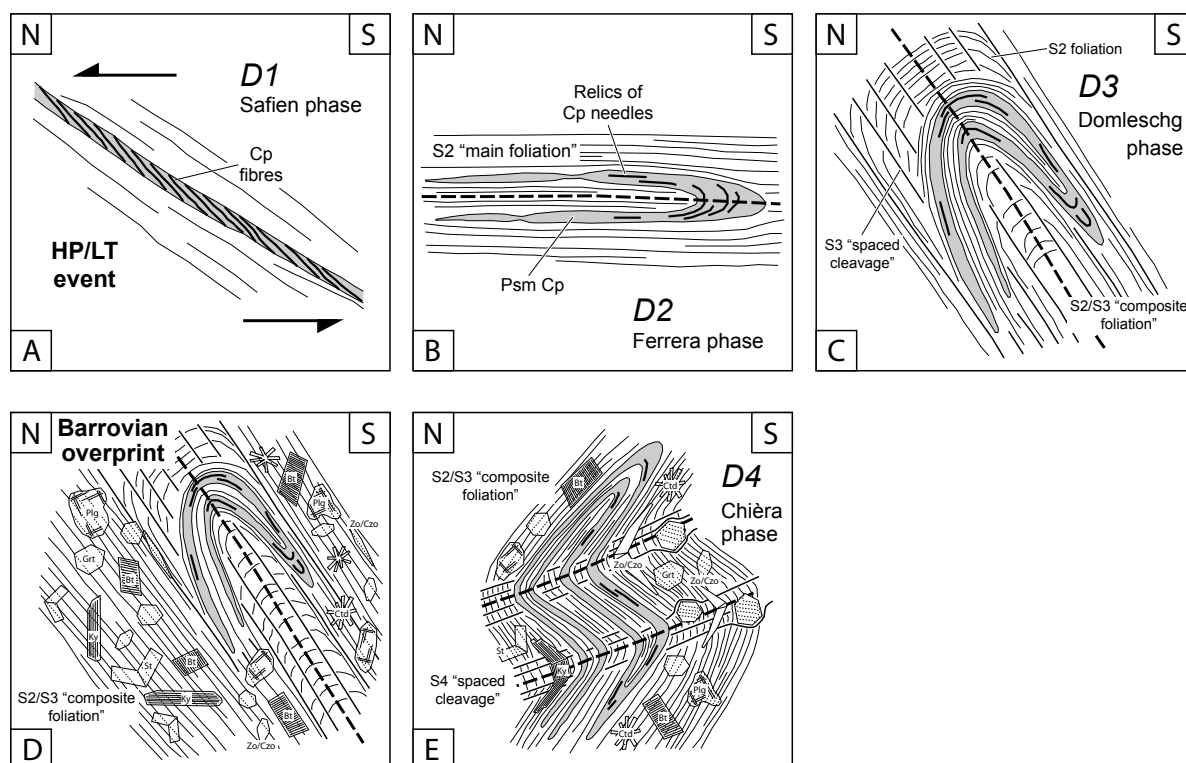 N
S
D1
Safien phase
Cp
fibres
HP/LT
event
A
N
S
Relics of
Cp needles
S2 “main foliation”
Psm Cp
D2
Ferrera phase
B
N
S
S2 foliation
D3
Domleschg
phase
S3 “spaced
cleavage”
S2/S3 “composite
foliation”
C
N
Barrovian
overprint
S
Bt
Plg
Plg
Zo/Czo
Grt
Bt
Ctd
Ky
St
Bt
S2/S3 “composite
foliation”
Ky
Bt
Zo/Czo
D
N
S
S2/S3 “composite
foliation”
Bt
Ctd
D4
Chièra
phase
Zo/Czo
Grt
Zo/Czo
St
Ky
S4 “spaced
cleavage”
Plg
Bt
Ctd
E